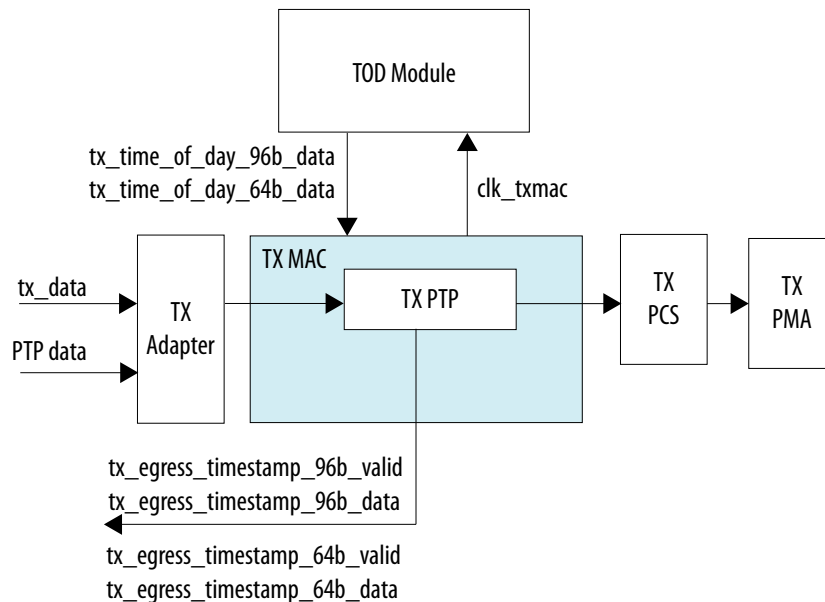 TOD Module
tx_time_of_day_96b_data
tx_time_of_day_64b_data
clk_txmac
TX MAC
tx_data
PTP data
TX
Adapter
TX PTP
TX
PCS
TX
PMA
tx_egress_timestamp_96b_valid
tx_egress_timestamp_96b_data
tx_egress_timestamp_64b_valid
tx_egress_timestamp_64b_data